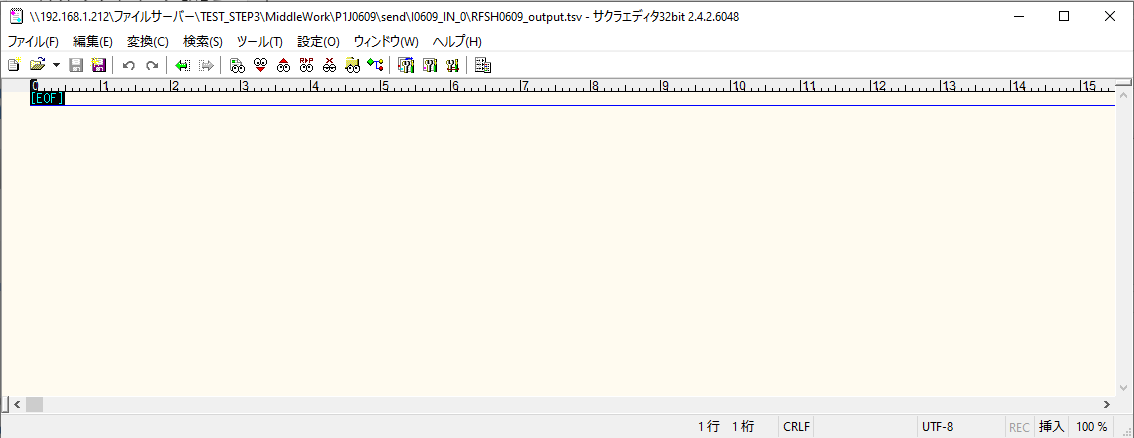 \\192.168.1.212\ファイルサーバー\TEST_STEP3\MiddleWork\P1J0609\send\I0609_IN_0\RFSH0609_output.tsv - サクラエディタ32bit 2.4.2.6048
ファイル(F) 編集(E) 変換(C) 検索(S) ツール(T) 設定(O) ウィンドウ(W) ヘルプ(H)
0 1 2 3 4 5 6 7 8 9 10 11 12 13 14 15
[EOF]
1 行 1 桁 CRLF UTF-8 REC 挿入 100 %